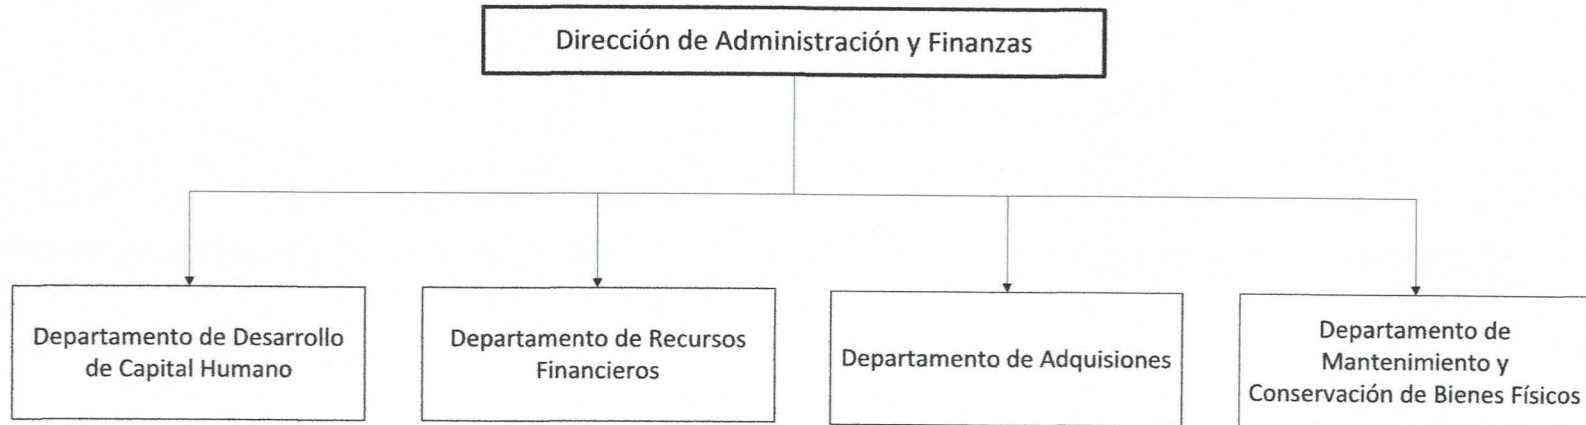 Dirección de Administración y Finanzas
Departamento de Desarrollo
de Capital Humano
Departamento de Recursos
Financieros
Departamento de Adquisiones
Departamento de
Mantenimiento y
Conservación de Bienes Físicos